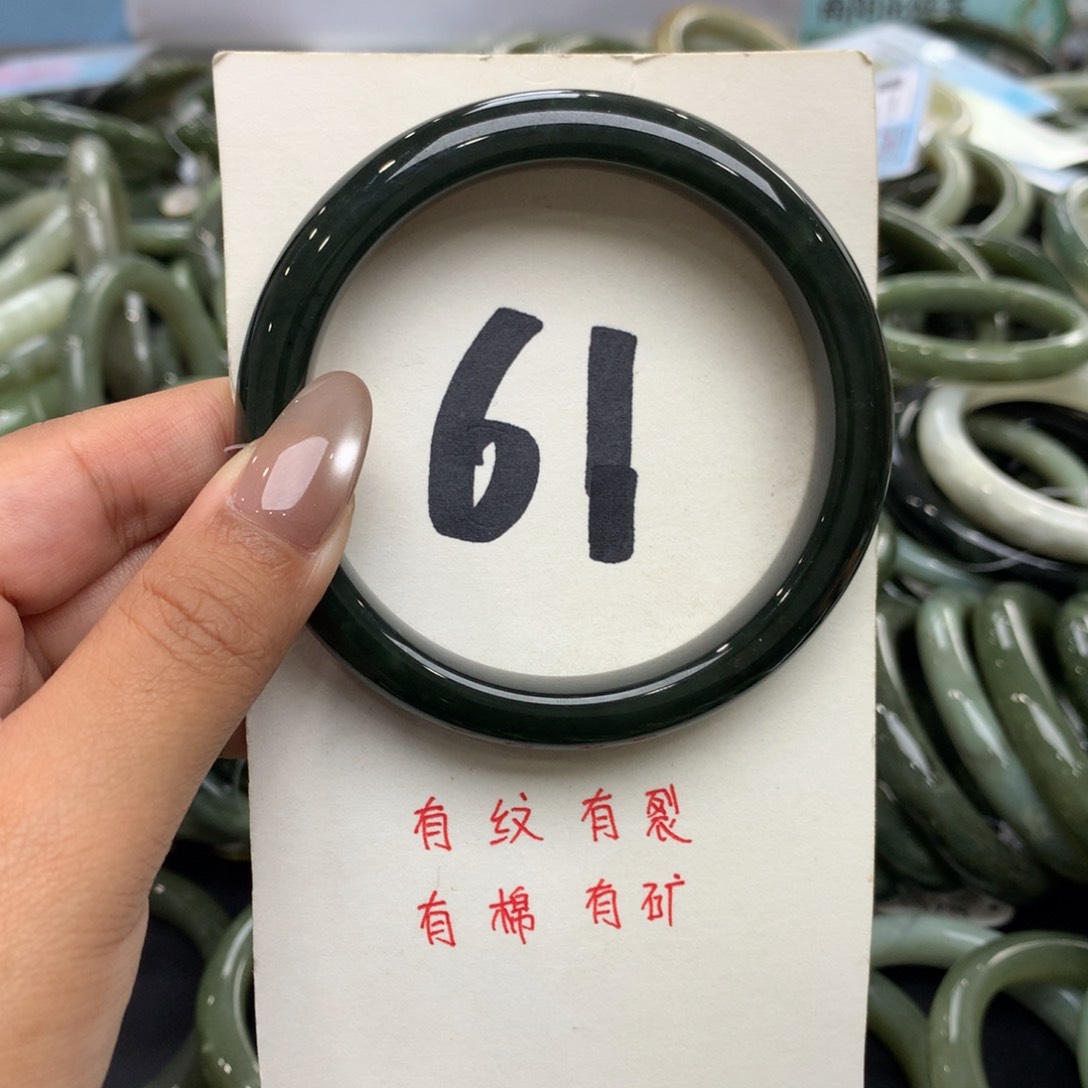 61
有纹 有裂
有棉 有矿